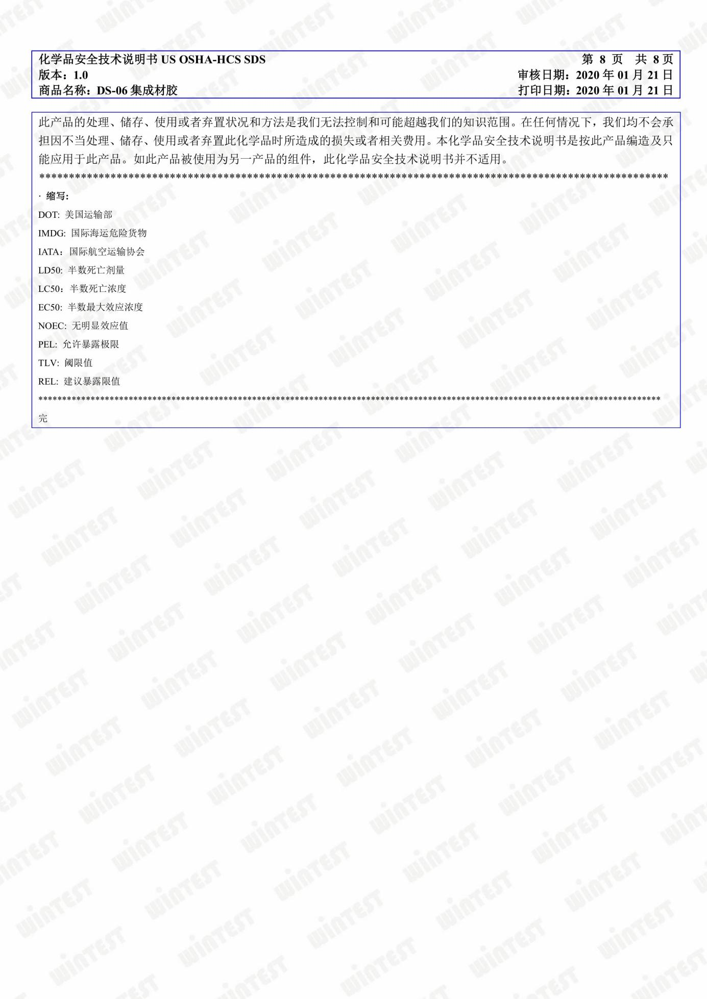 化学品安全技术说明书 US OSHA-HCS SDS
第 8 页 共 8 页
版本：1.0
审核日期：2020 年 01 月 21 日
商品名称：DS-06 集成材胶
打印日期：2020 年 01 月 21 日
此产品的处理、储存、使用或者弃置状况和方法是我们无法控制和可能超越我们的知识范围。在任何情况下，我们均不会承
担因不当处理、储存、使用或者弃置此化学品时所造成的损失或者相关费用。本化学品安全技术说明书是按此产品编造及只
能应用于此产品。如此产品被使用为另一产品的组件，此化学品安全技术说明书并不适用。
************************************************************************************************************
· 缩写:
DOT: 美国运输部
IMDG: 国际海运危险货物
IATA：国际航空运输协会
LD50: 半数死亡剂量
LC50：半数死亡浓度
EC50: 半数最大效应浓度
NOEC: 无明显效应值
PEL: 允许暴露极限
TLV: 阈限值
REL: 建议暴露限值
************************************************************************************************************************************
完
WINTEST